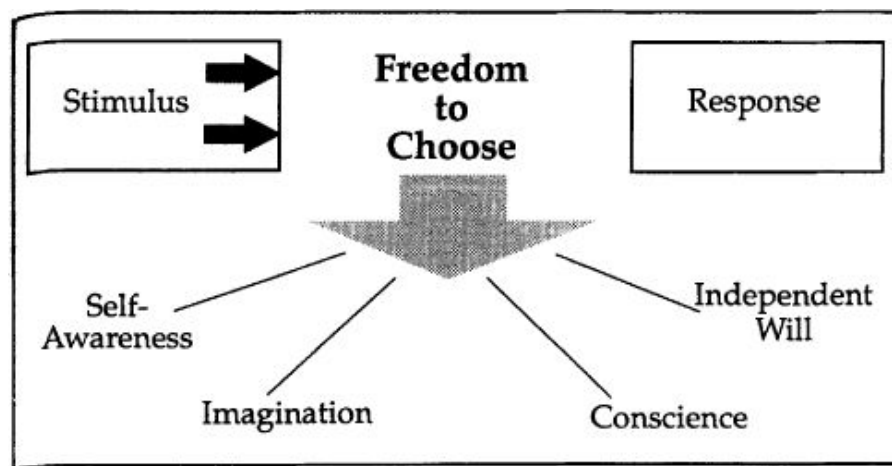 Stimulus
Freedom
to
Choose
Response
Self-
Awareness
Imagination
Conscience
Independent
Will